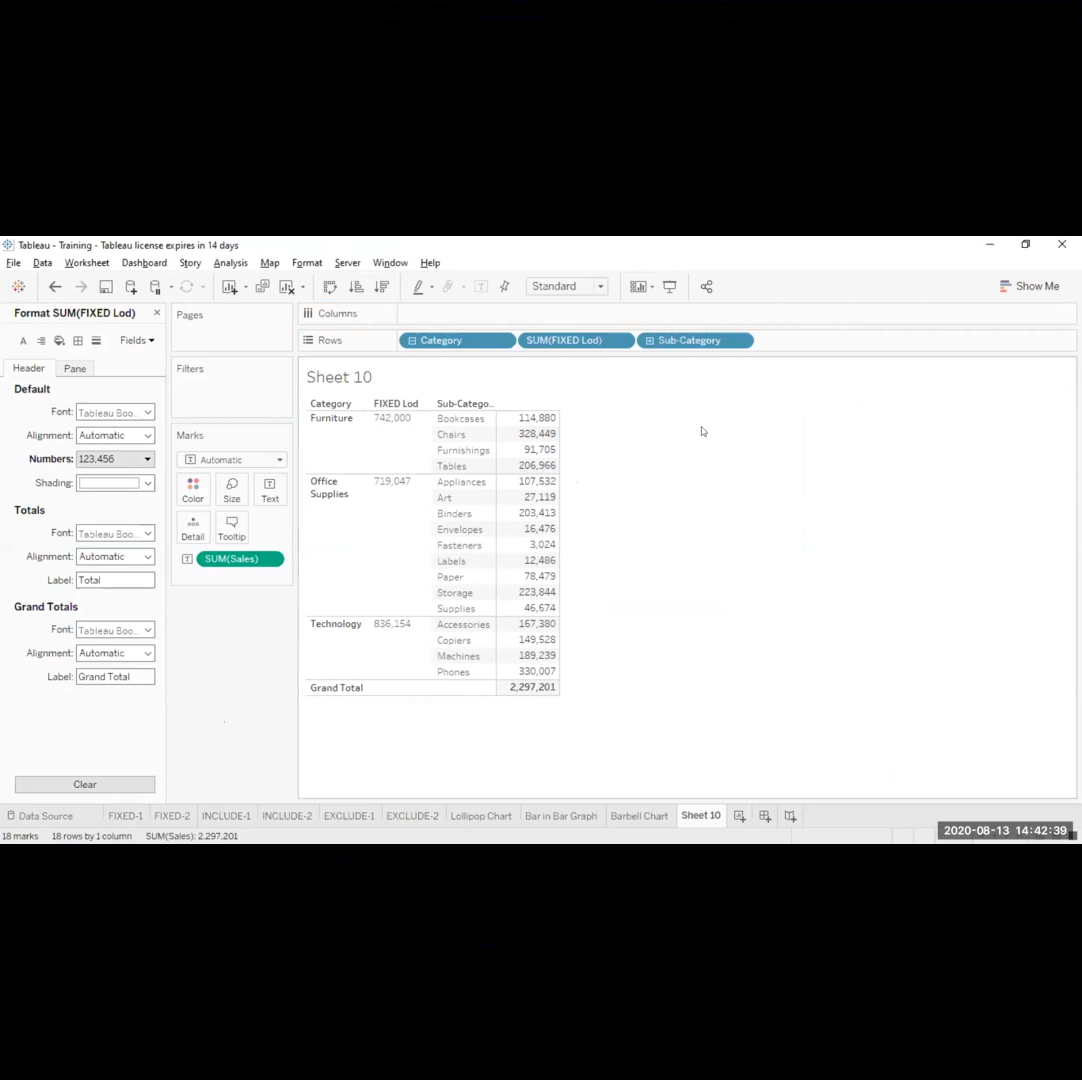 Tableau - Training - Tableau license expires in 14 days
File Data Worksheet Dashboard Story Analysis Map Format Server Window Help
Standard Show Me
Format SUM(FIXED Lod)
Fields
Header Pane
Default
Font: Tableau Boo..
Alignment: Automatic
Numbers: 123,456
Shading:
Totals
Font: Tableau Boo..
Alignment: Automatic
Label: Total
Grand Totals
Font: Tableau Boo..
Alignment: Automatic
Label: Grand Total
Clear
Pages
Filters
Marks
Automatic
Color Size Text
Detail Tooltip
SUM(Sales)
Columns
Rows Category SUM(FIXED Lod) Sub-Category
Sheet 10
Category FIXED Lod Sub-Catego..
Furniture 742,000 Bookcases 114,880
Chairs 328,449
Furnishings 91,705
Tables 206,966
Office Supplies 719,047 Appliances 107,532
Art 27,119
Binders 203,413
Envelopes 16,476
Fasteners 3,024
Labels 12,486
Paper 78,479
Storage 223,844
Supplies 46,674
Technology 836,154 Accessories 167,380
Copiers 149,528
Machines 189,239
Phones 330,007
Grand Total 2,297,201
Data Source FIXED-1 FIXED-2 INCLUDE-1 INCLUDE-2 EXCLUDE-1 EXCLUDE-2 Lollipop Chart Bar in Bar Graph Barbell Chart Sheet 10
18 marks 18 rows by 1 column SUM(Sales): 2,297,201
2020-08-13 14:42:39